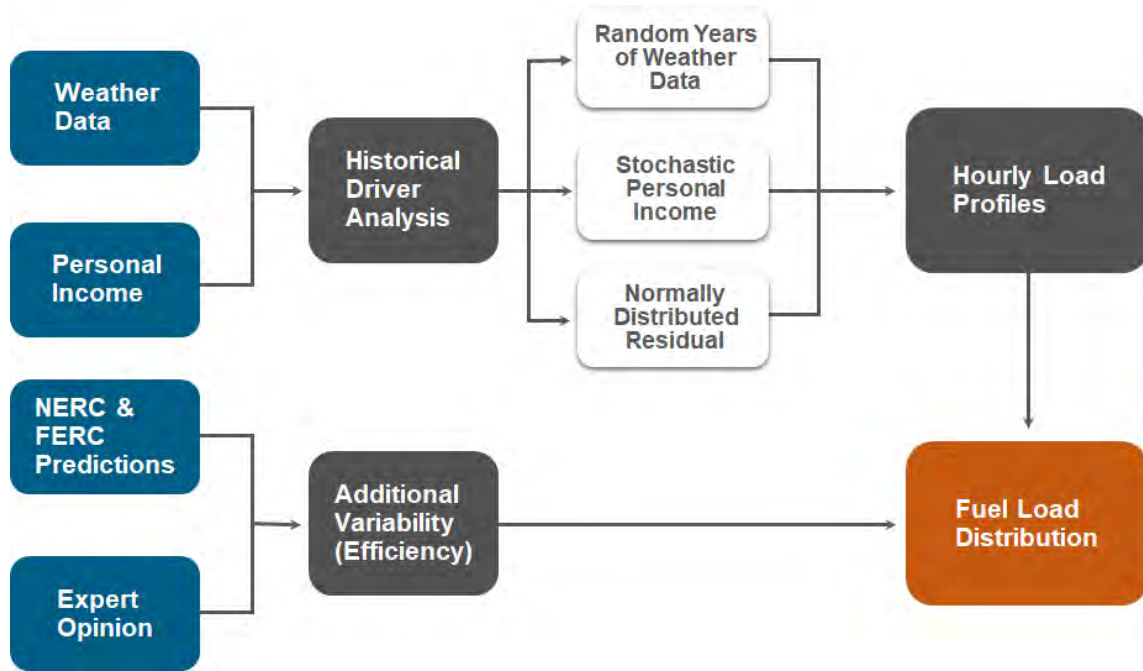 Weather
Data
Personal
Income
Historical
Driver
Analysis
Random Years
of Weather
Data
Stochastic
Personal
Income
Normally
Distributed
Residual
Hourly Load
Profiles
NERC &
FERC
Predictions
Expert
Opinion
Additional
Variability
(Efficiency)
Fuel Load
Distribution